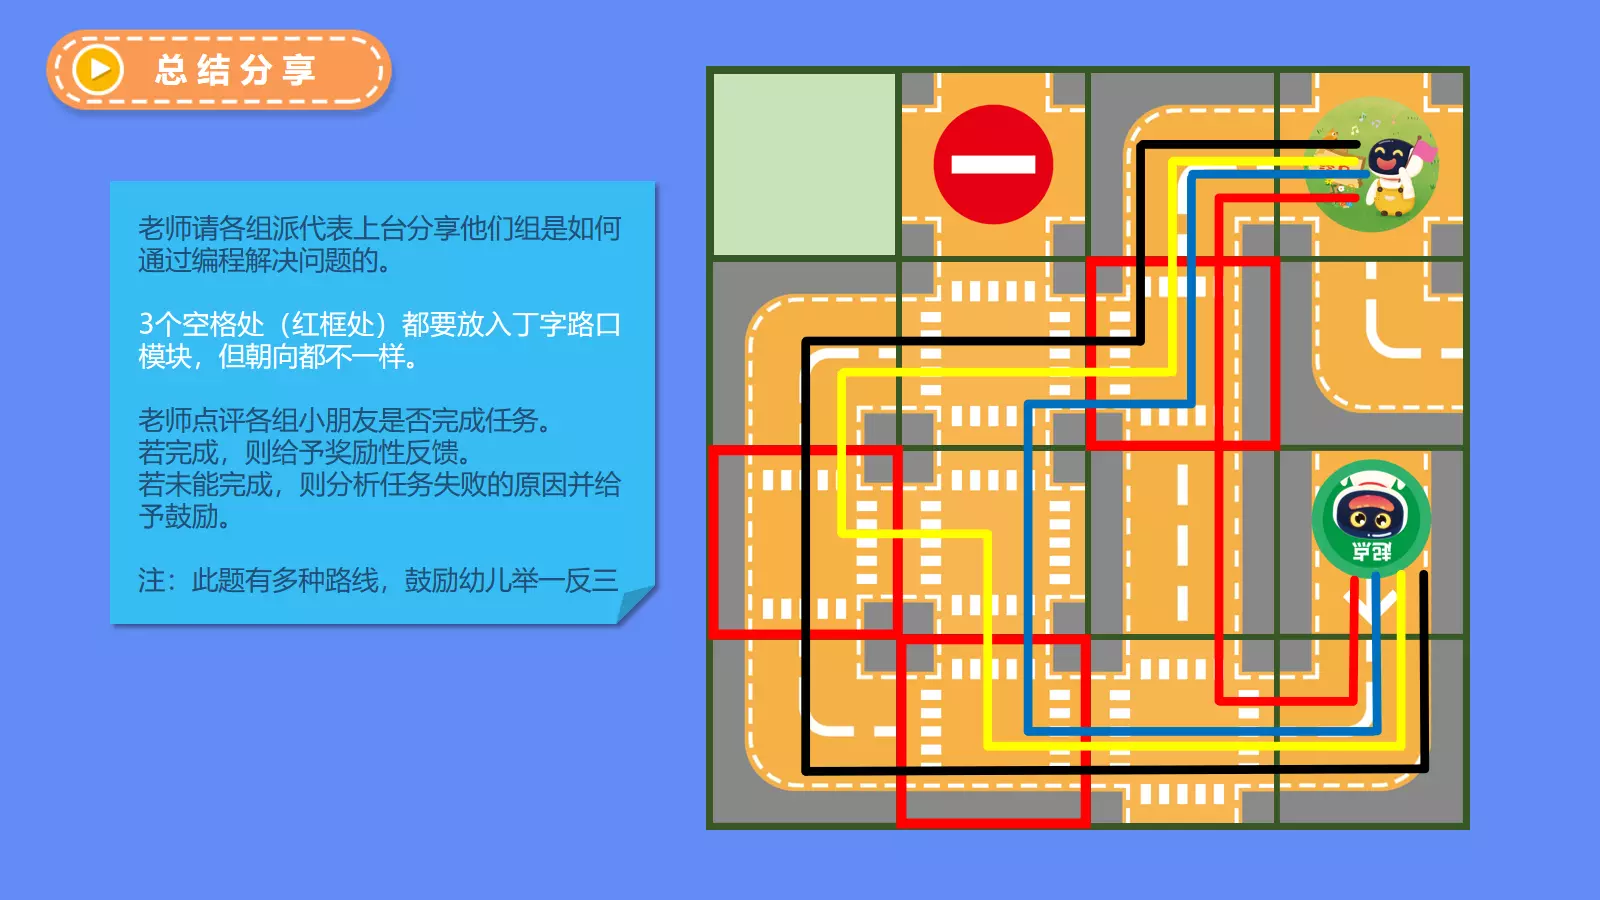 总结分享
老师请各组派代表上台分享他们组是如何
通过编程解决问题的。
3个空格处（红框处）都要放入丁字路口
模块，但朝向都不一样。
老师点评各组小朋友是否完成任务。
若完成，则给予奖励性反馈。
若未能完成，则分析任务失败的原因并给
予鼓励。
注：此题有多种路线，鼓励幼儿举一反三
起点